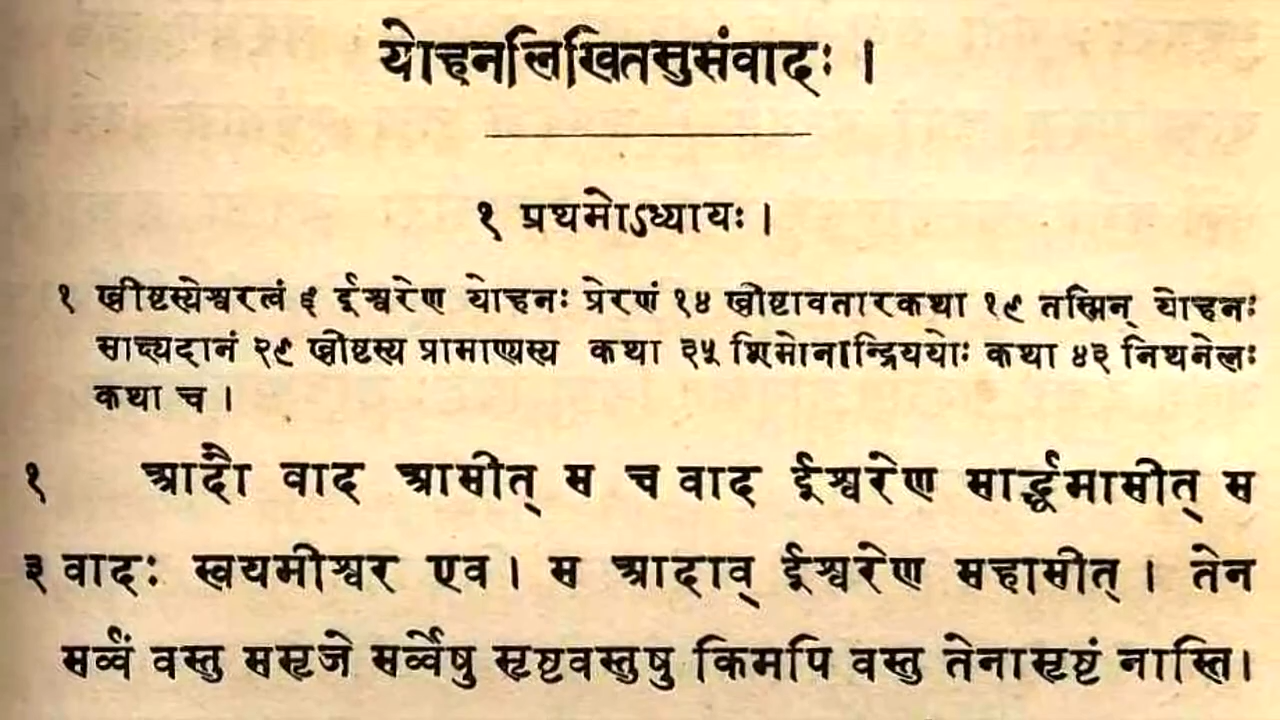 योहनलिखितसुसंवादः ।
१ प्रथमोऽध्यायः ।
१ ख्रीष्टस्येश्वरत्वं ६ ईश्वरेण योहनः प्रेरणं १४ ख्रीष्टावतारकथा १९ तस्मिन् योहनः
साक्ष्यदानं २९ ख्रीष्टस्य प्रामाण्यस्य कथा ३५ शिमोनान्द्रिययोः कथा ४३ निथनेलः
कथा च ।
१ आदौ वाद आसीत् स च वाद ईश्वरेण सार्द्धमासीत् स
३ वादः स्वयमीश्वर एव । स आदाव् ईश्वरेण सहासीत् । तेन
सर्व्वं वस्तु ससृजे सर्व्वेषु सृष्टवस्तुषु किमपि वस्तु तेनासृष्टं नास्ति ।